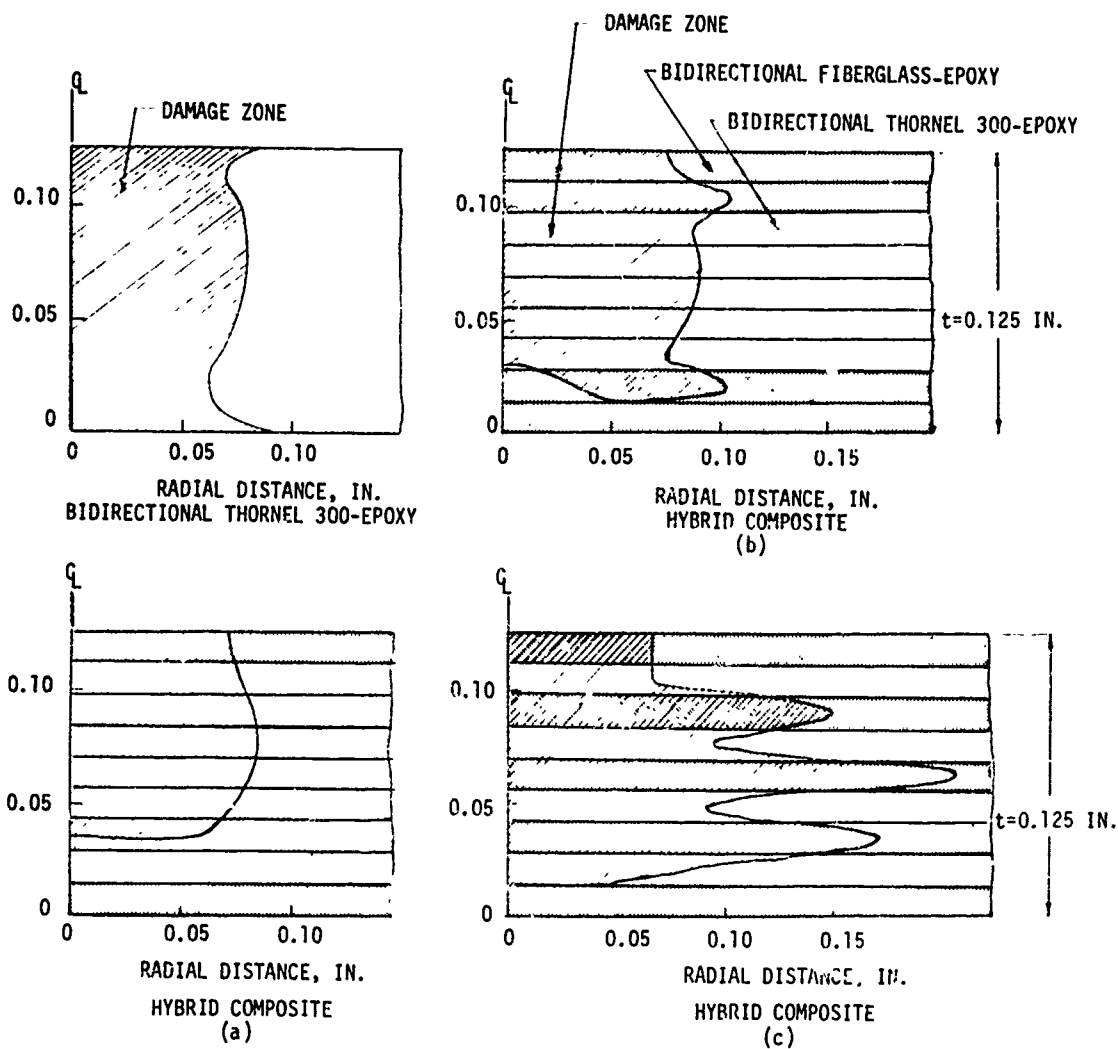 DAMAGE ZONE
℄
0.10
0.05
0
0
0.05
0.10
RADIAL DISTANCE, IN.
BIDIRECTIONAL THORNEL 300-EPOXY
DAMAGE ZONE
BIDIRECTIONAL FIBERGLASS-EPOXY
BIDIRECTIONAL THORNEL 300-EPOXY
℄
0.10
0.05
0
0
0.05
0.10
0.15
t=0.125 IN.
RADIAL DISTANCE, IN.
HYBRID COMPOSITE
(b)
℄
0.10
0.05
0
0
0.05
0.10
RADIAL DISTANCE, IN.
HYBRID COMPOSITE
(a)
℄
0.10
0.05
0
0
0.05
0.10
0.15
t=0.125 IN.
RADIAL DISTANCE, IN.
HYBRID COMPOSITE
(c)